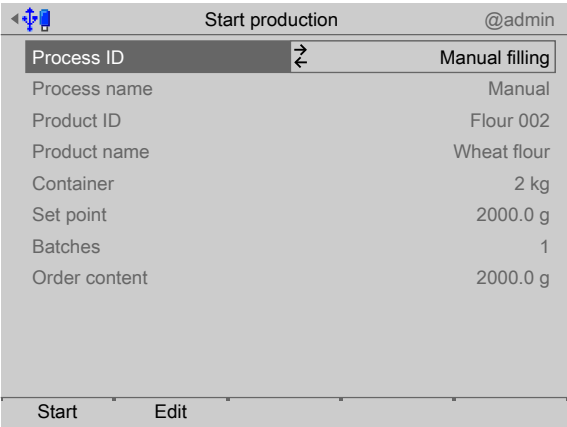 Start production @admin
Process ID Manual filling
Process name Manual
Product ID Flour 002
Product name Wheat flour
Container 2 kg
Set point 2000.0 g
Batches 1
Order content 2000.0 g
Start Edit